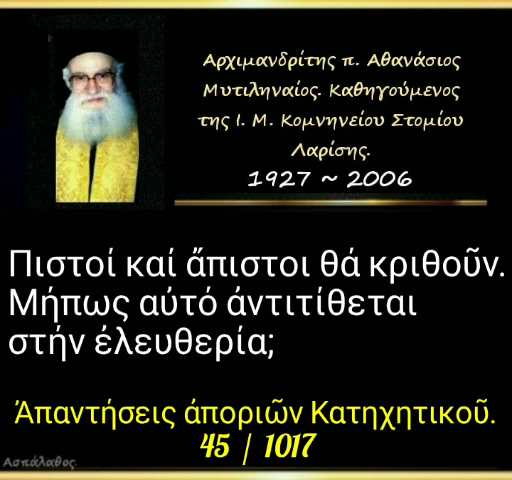 Αρχιμανδρίτης π. Αθανάσιος
Μυτιληναίος. Καθηγούμενος
της Ι. Μ. Κομνηνείου Στομίου
Λαρίσης.
1927 ~ 2006
Πιστοί καί ἄπιστοι θά κριθοῦν.
Μήπως αὐτό ἀντιτίθεται
στήν ἐλευθερία;
Ἀπαντήσεις ἀποριῶν Κατηχητικοῦ.
45 / 1017
Ασπάλαθος